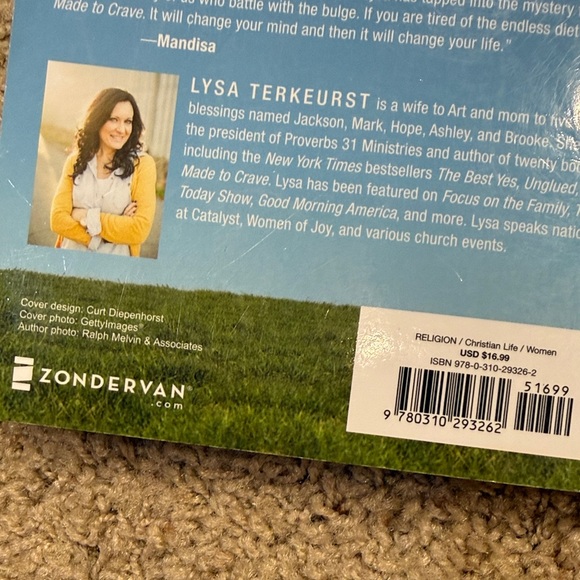 of us who battle with the bulge. If you are tired of the endless diet
Made to Crave. It will change your mind and then it will change your life."
—Mandisa
LYSA TERKEURST is a wife to Art and mom to five
blessings named Jackson, Mark, Hope, Ashley, and Brooke. She
the president of Proverbs 31 Ministries and author of twenty
including the New York Times bestsellers The Best Yes, Unglued,
Made to Crave. Lysa has been featured on Focus on the Family,
Today Show, Good Morning America, and more. Lysa speaks
at Catalyst, Women of Joy, and various church events.
Cover design: Curt Diepenhorst
Cover photo: GettyImages®
Author photo: Ralph Melvin & Associates
ZONDERVAN®
.com
RELIGION / Christian Life / Women
USD $16.99
ISBN 978-0-310-29326-2
51699
9 780310 293262